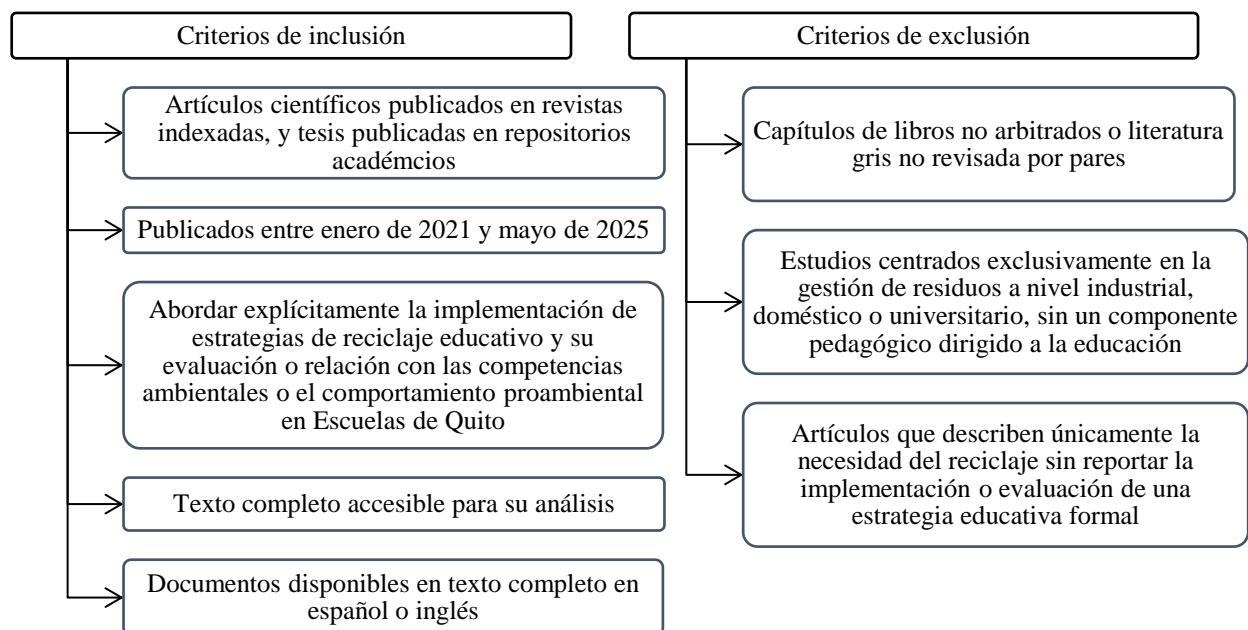 Criterios de inclusión
Artículos científicos publicados en revistas
indexadas, y tesis publicadas en repositorios
académcios
Publicados entre enero de 2021 y mayo de 2025
Abordar explícitamente la implementación de
estrategias de reciclaje educativo y su
evaluación o relación con las competencias
ambientales o el comportamiento proambiental
en Escuelas de Quito
Texto completo accesible para su análisis
Documentos disponibles en texto completo en
español o inglés
Criterios de exclusión
Capítulos de libros no arbitrados o literatura
gris no revisada por pares
Estudios centrados exclusivamente en la
gestión de residuos a nivel industrial,
doméstico o universitario, sin un componente
pedagógico dirigido a la educación
Artículos que describen únicamente la
necesidad del reciclaje sin reportar la
implementación o evaluación de una
estrategia educativa formal